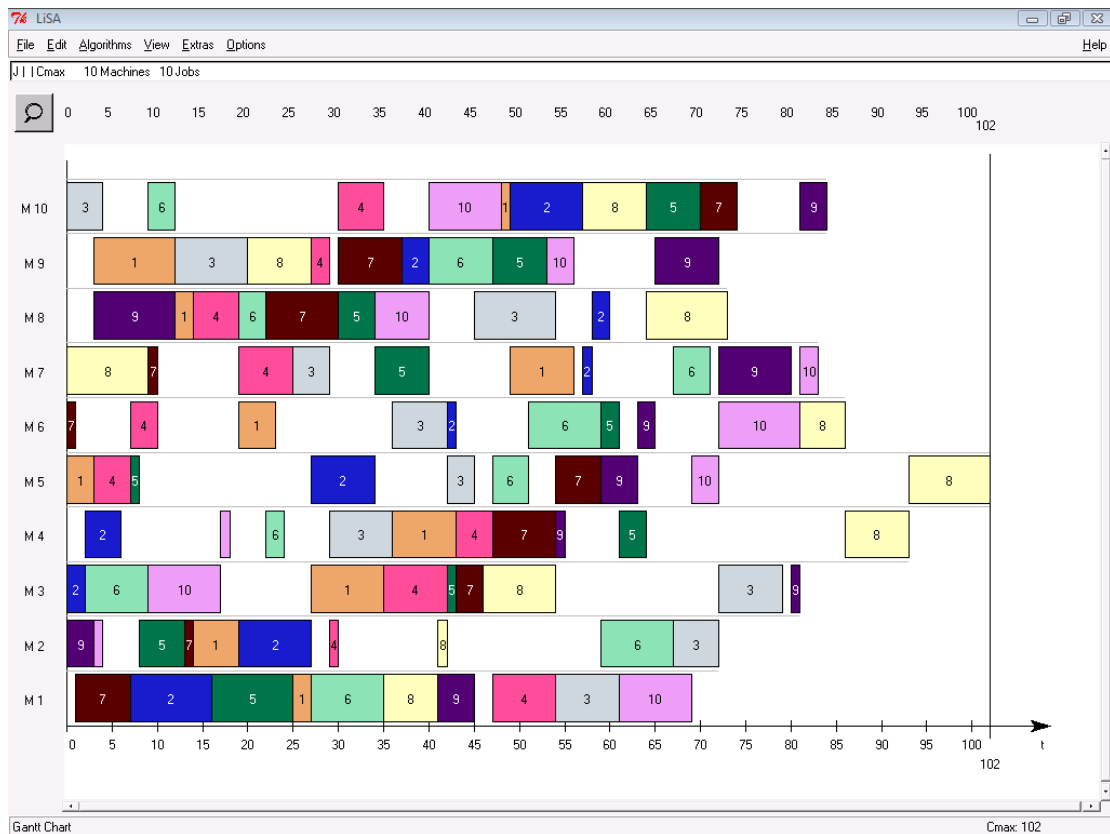 LiSA
File Edit Algorithms View Extras Options Help
J | | Cmax 10 Machines 10 Jobs
0 5 10 15 20 25 30 35 40 45 50 55 60 65 70 75 80 85 90 95 100
102
M 10 3 6 4 10 1 2 8 5 7 9
M 9 1 3 8 4 7 2 6 5 10 9
M 8 9 1 4 6 7 5 10 3 2 8
M 7 8 7 4 3 5 1 2 6 9 10
M 6 7 4 1 3 2 6 5 9 10 8
M 5 1 4 5 2 3 6 7 9 10 8
M 4 2 6 3 1 4 7 9 5 8
M 3 2 6 10 1 4 5 7 8 3 9
M 2 9 5 7 1 2 4 8 6 3
M 1 7 2 5 1 6 8 9 4 3 10
0 5 10 15 20 25 30 35 40 45 50 55 60 65 70 75 80 85 90 95 100 t
102
Gantt Chart Cmax: 102